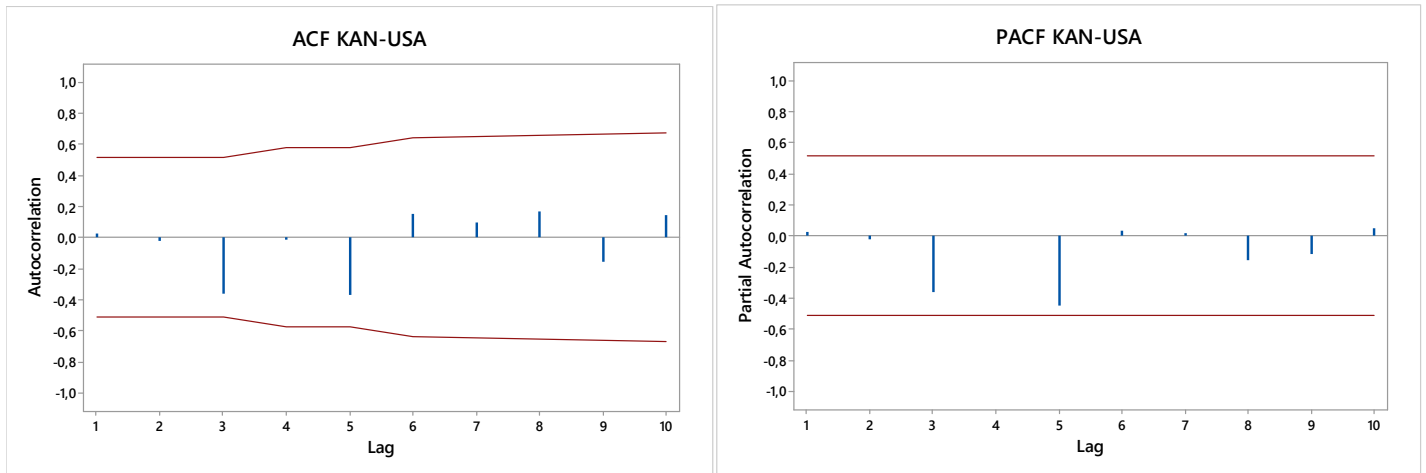 ACF KAN-USA
Autocorrelation
1,0
0,8
0,6
0,4
0,2
0,0
-0,2
-0,4
-0,6
-0,8
-1,0
1 2 3 4 5 6 7 8 9 10
Lag
PACF KAN-USA
Partial Autocorrelation
1,0
0,8
0,6
0,4
0,2
0,0
-0,2
-0,4
-0,6
-0,8
-1,0
1 2 3 4 5 6 7 8 9 10
Lag